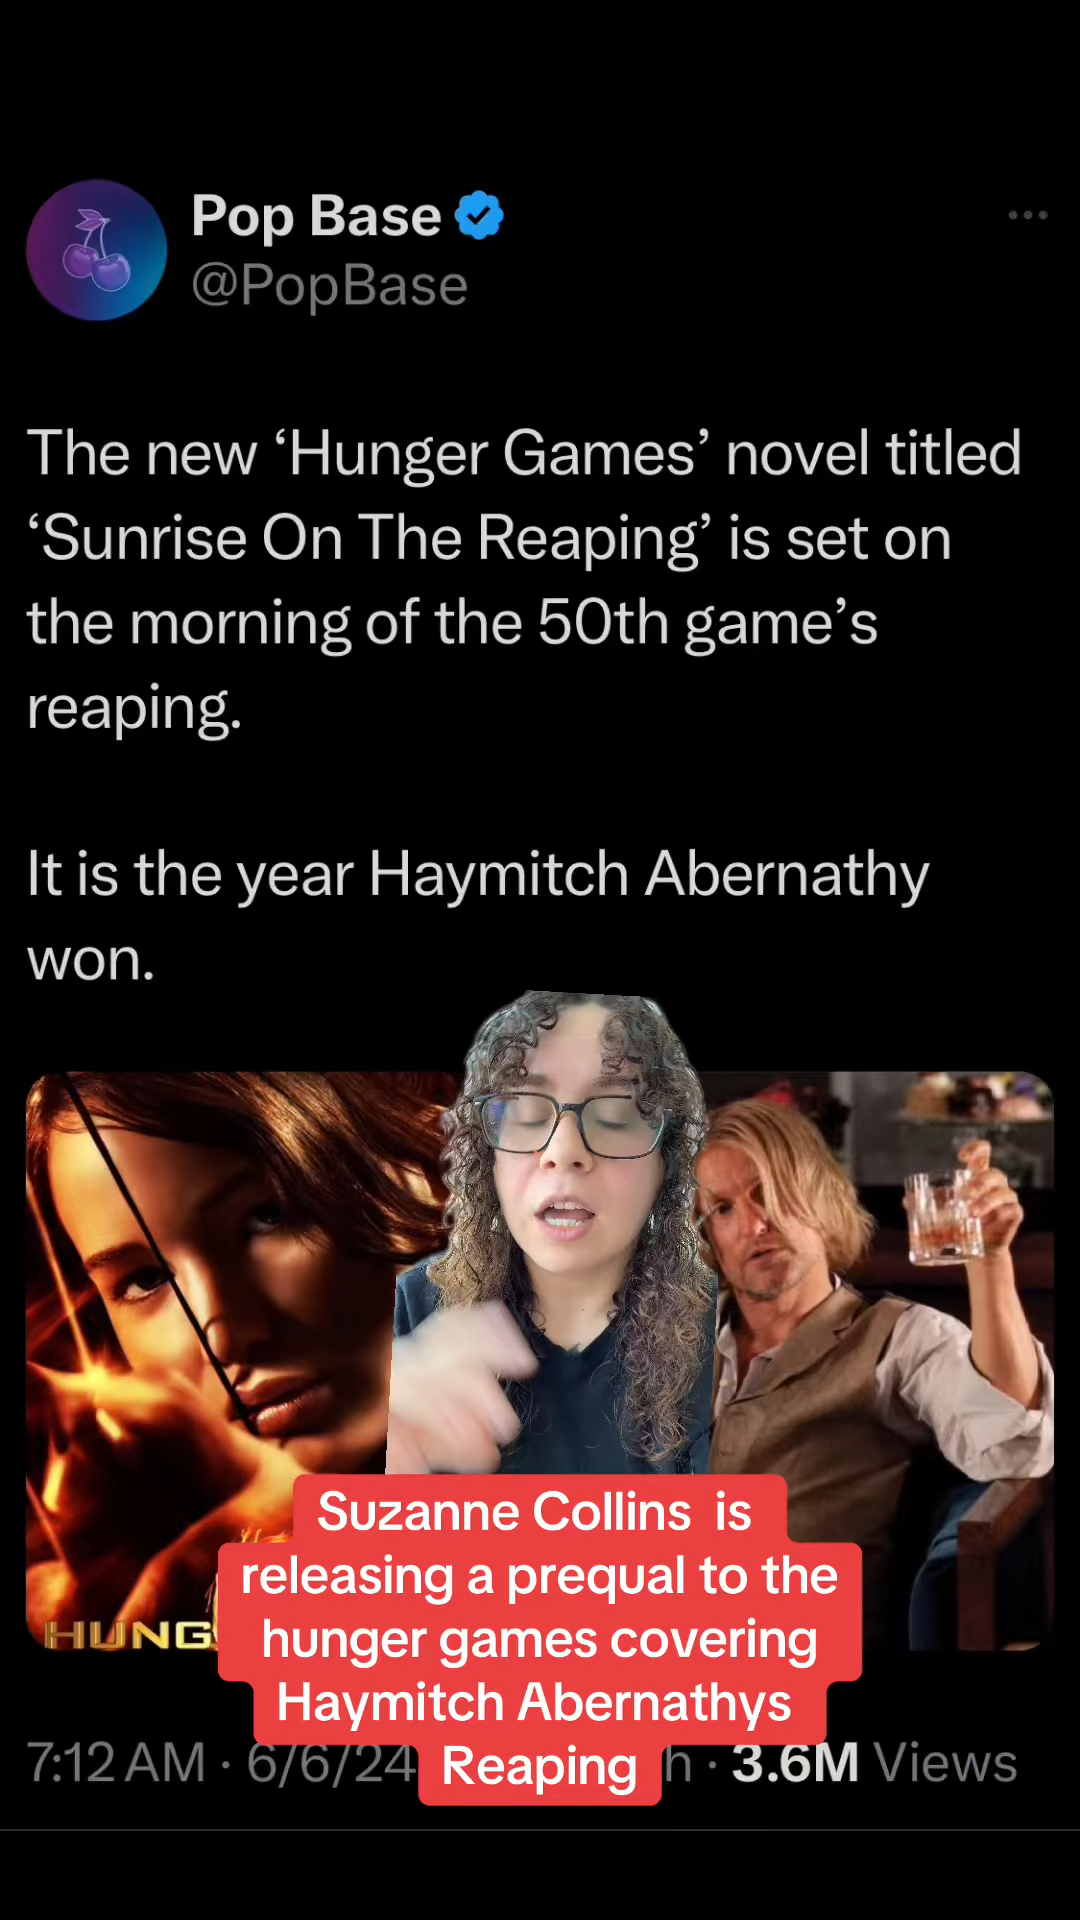 Pop Base
@PopBase
The new ‘Hunger Games’ novel titled
‘Sunrise On The Reaping’ is set on
the morning of the 50th game’s
reaping.
It is the year Haymitch Abernathy
won.
HUNG
Suzanne Collins is
releasing a prequal to the
hunger games covering
Haymitch Abernathys
Reaping
7:12 AM · 6/6/24 h · 3.6M Views